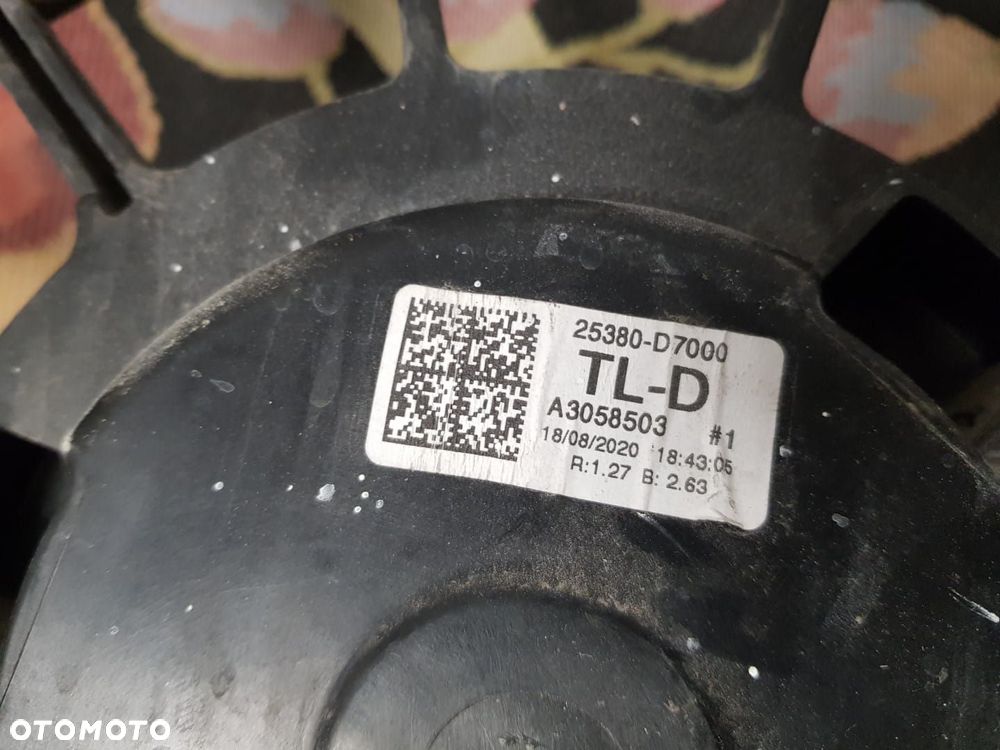 25380-D7000
TL-D
A3058503 #1
18/08/2020 18:43:05
R:1.27 B: 2.63
OTOMOTO